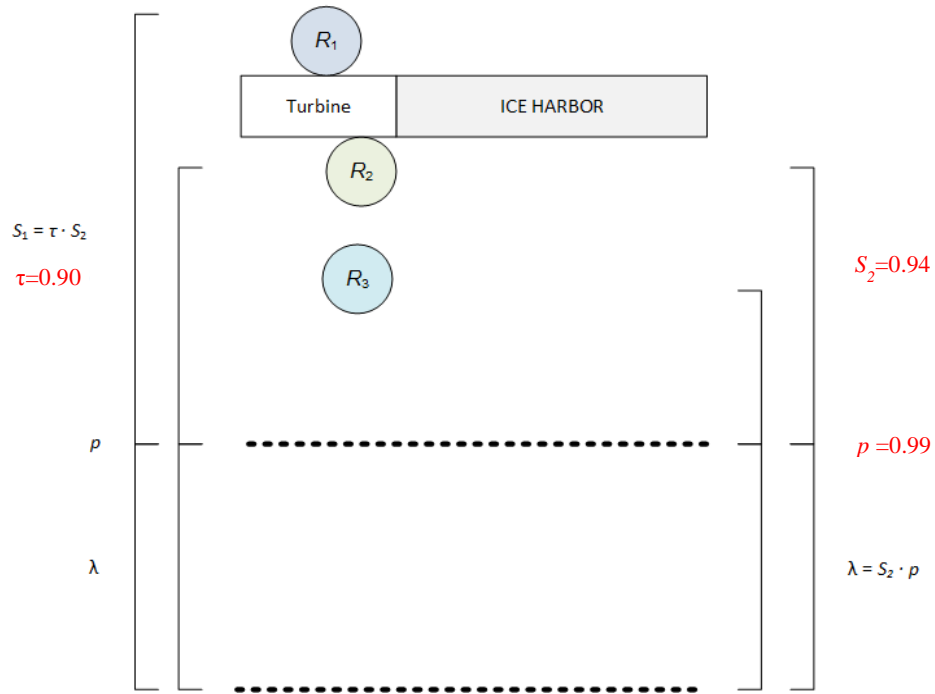 R₁
Turbine
ICE HARBOR
R₂
S₁ = τ · S₂
τ=0.90
R₃
S₂=0.94
p
p =0.99
λ
λ = S₂ · p